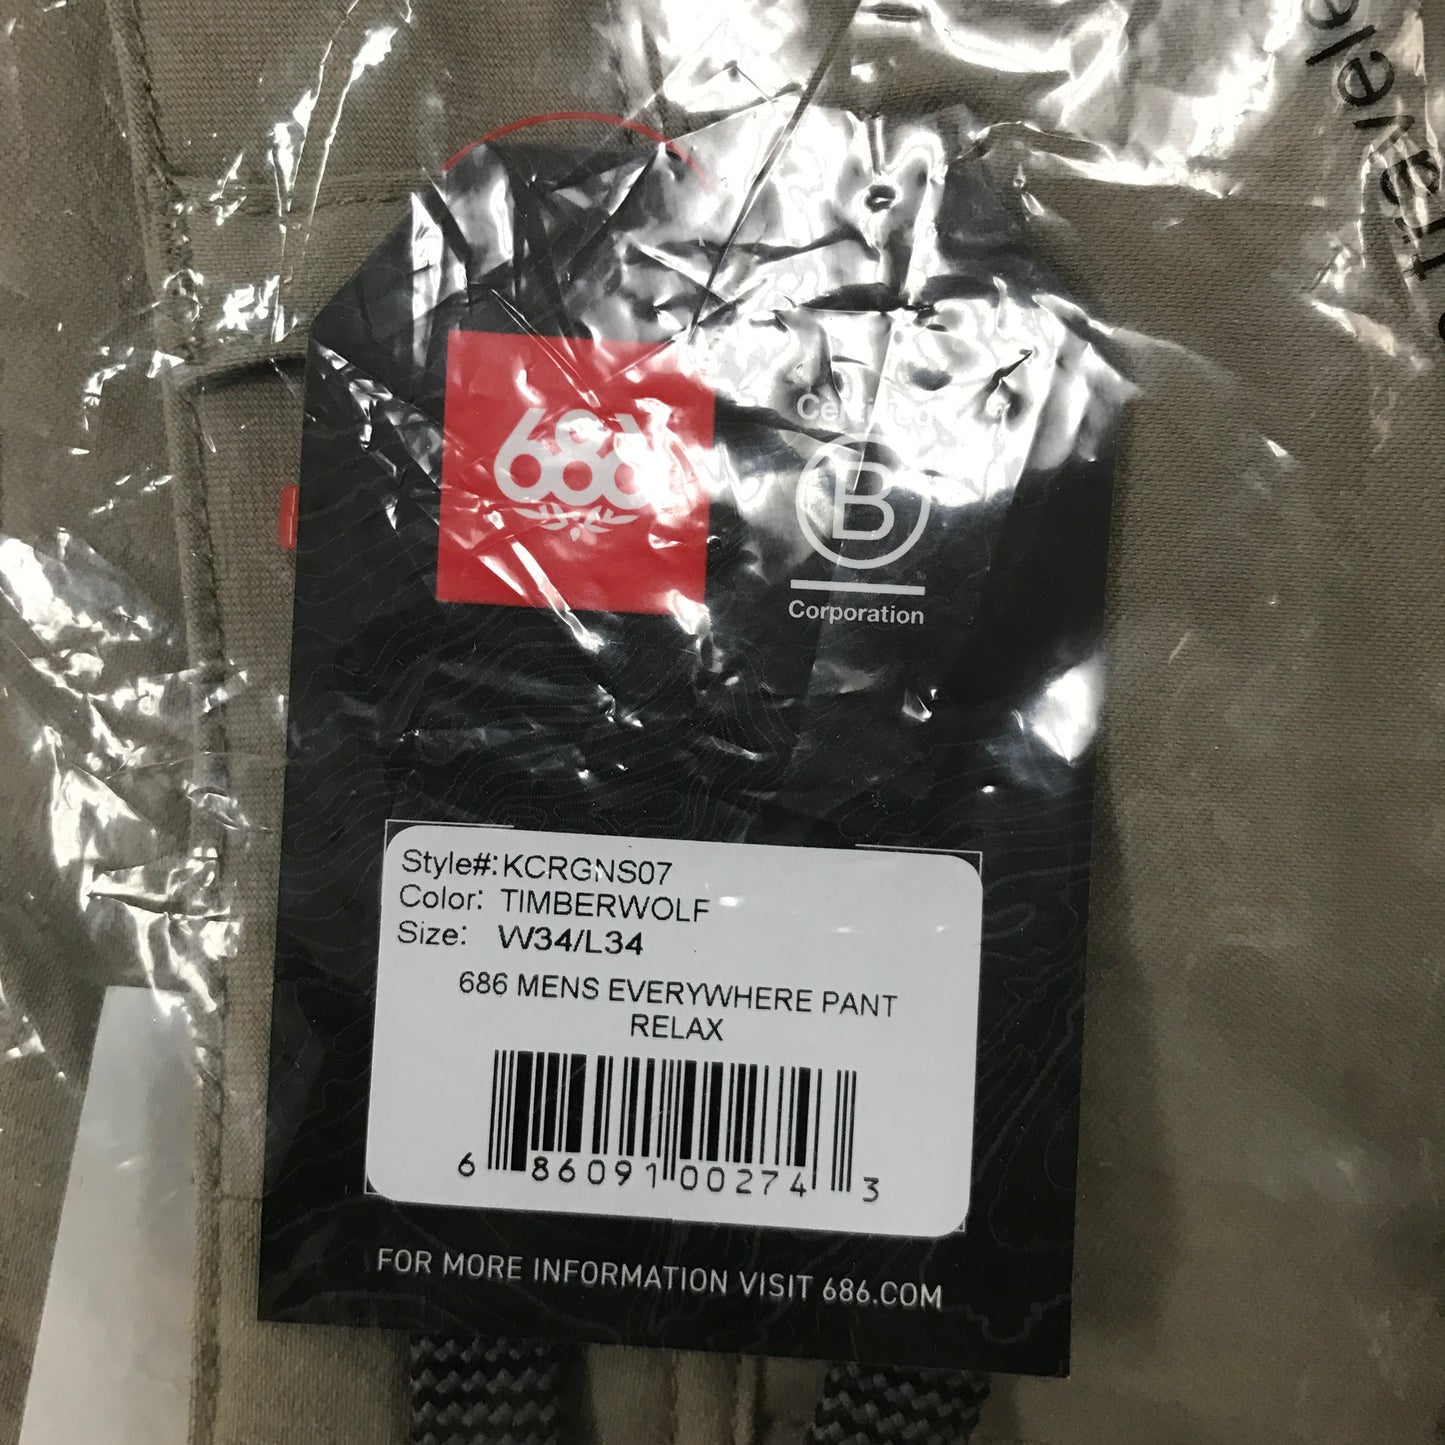 686
Certified
B
Corporation
Style#: KCRGNS07
Color: TIMBERWOLF
Size: W34/L34
686 MENS EVERYWHERE PANT
RELAX
6 86091 00274 3
FOR MORE INFORMATION VISIT 686.COM